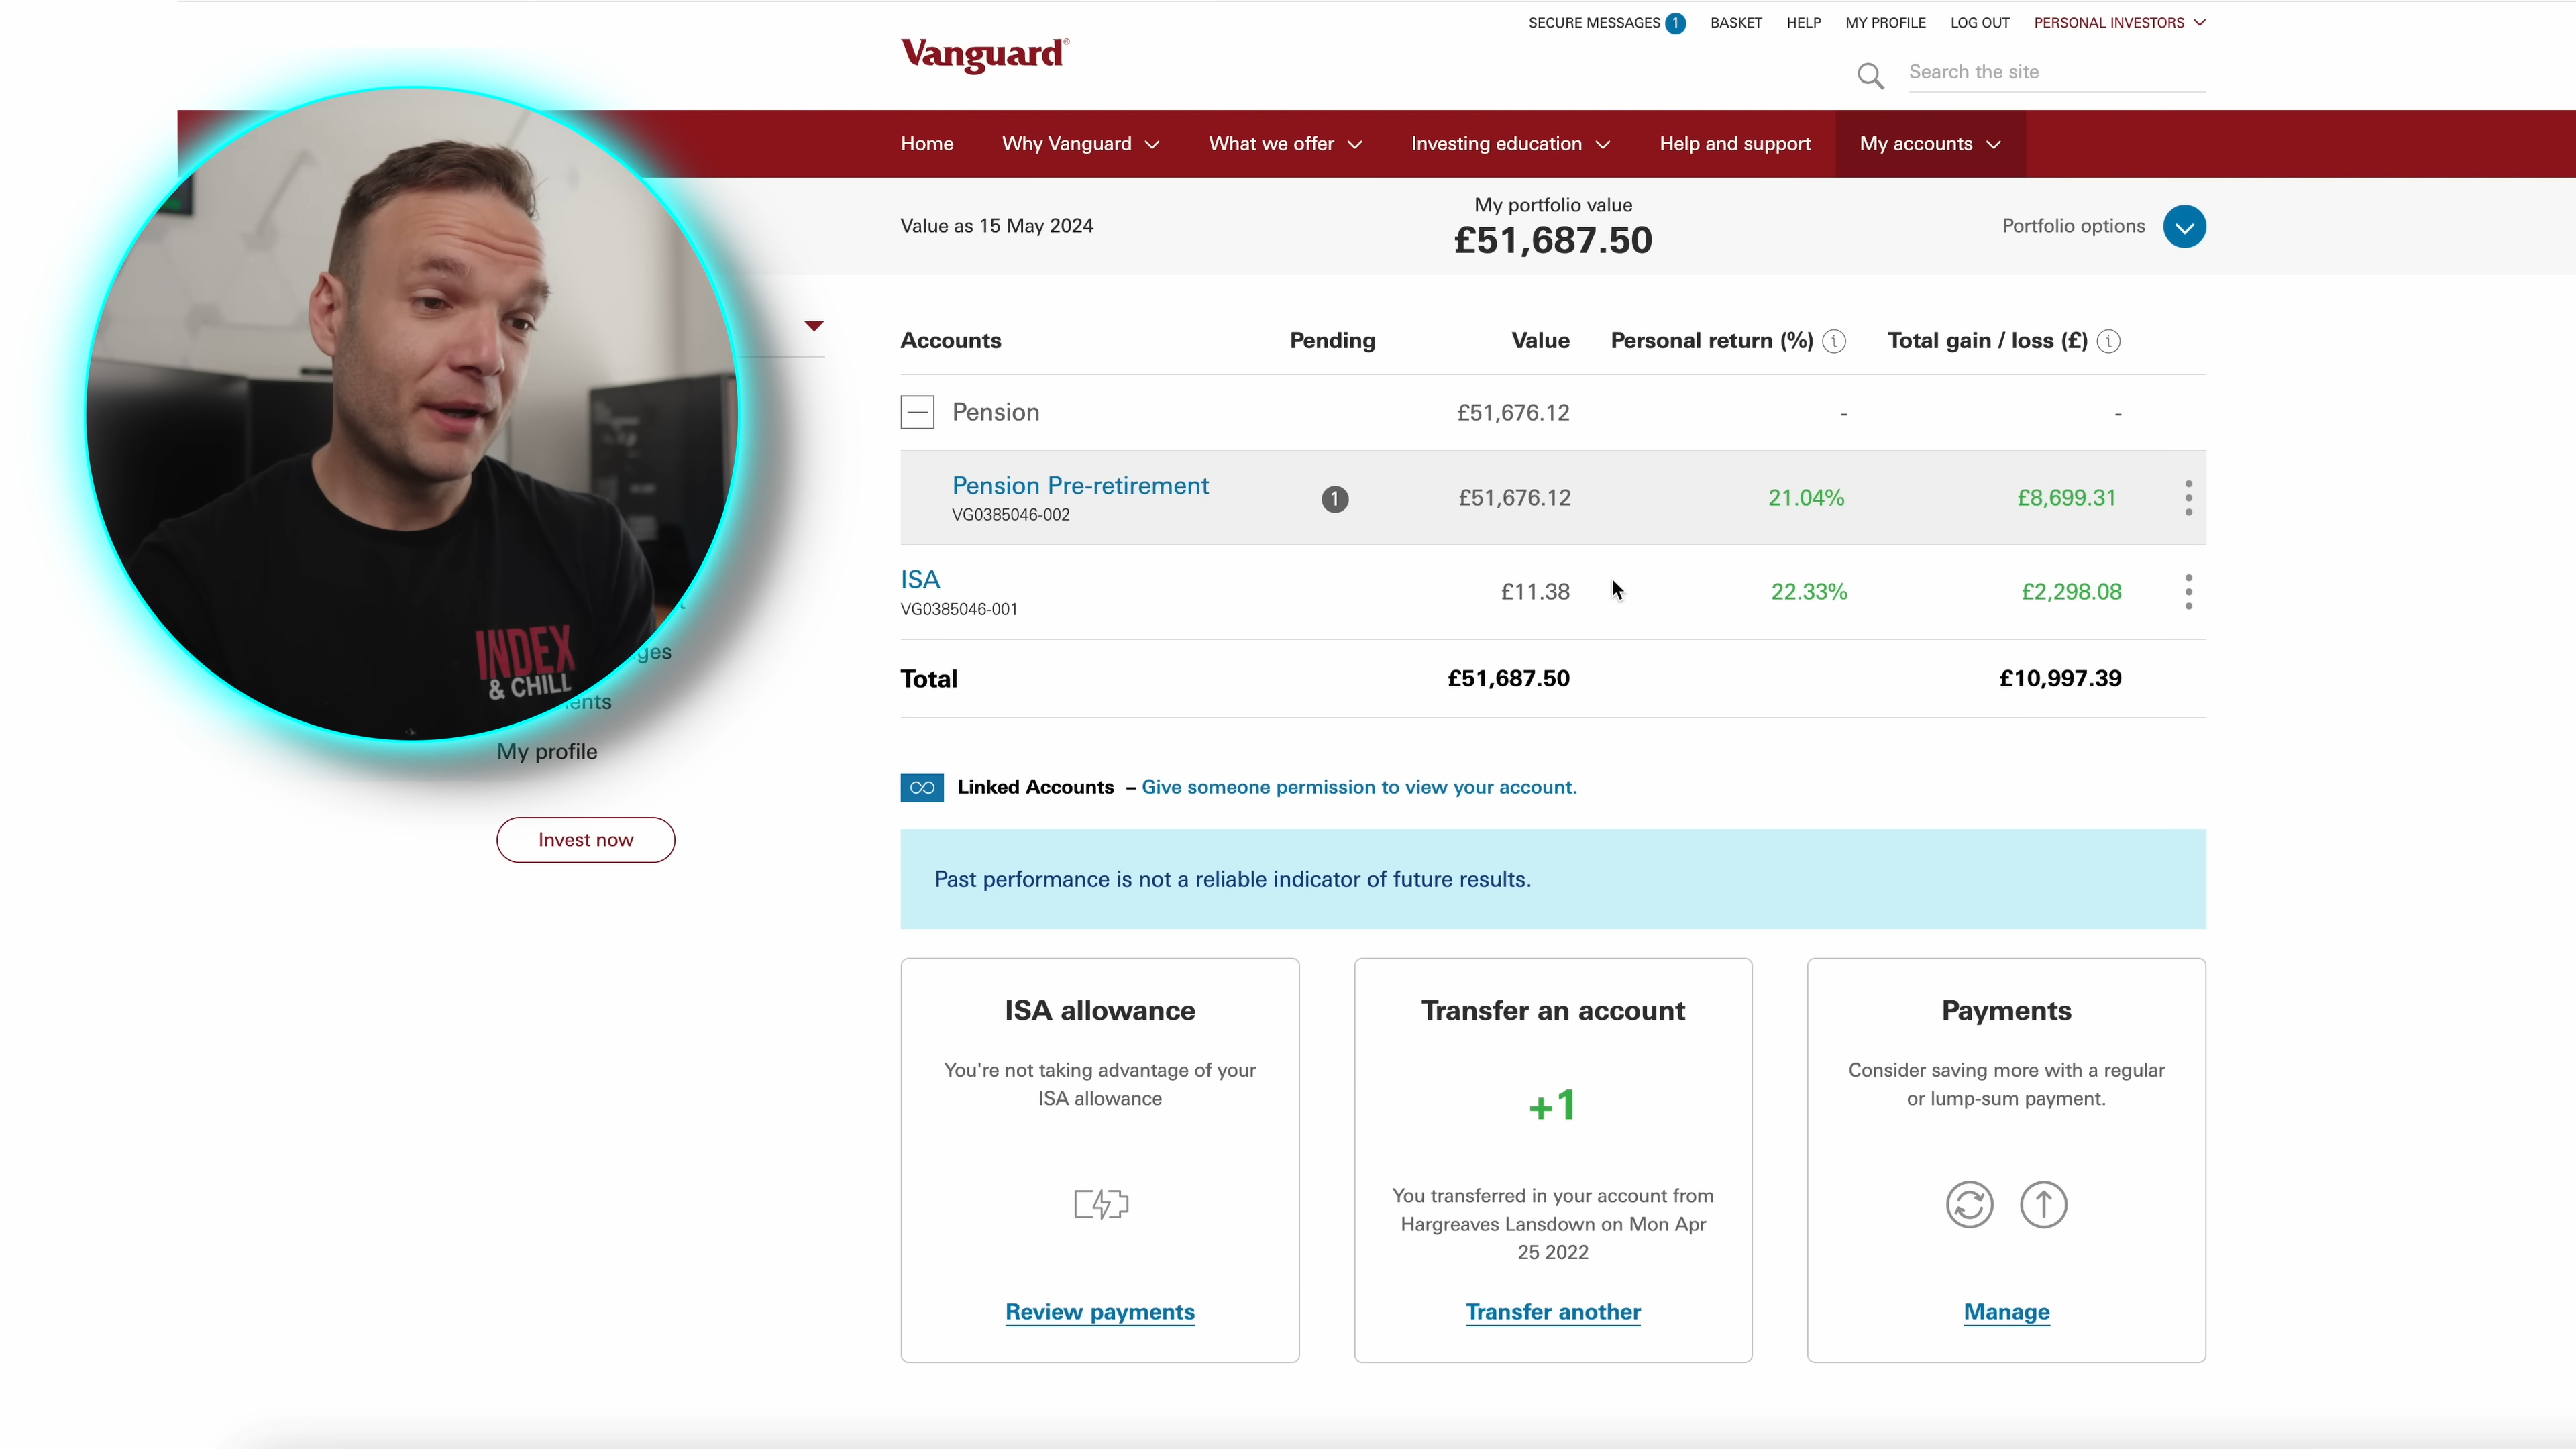 SECURE MESSAGES 1 BASKET HELP MY PROFILE LOG OUT PERSONAL INVESTORS
Vanguard®
Search the site
Home Why Vanguard What we offer Investing education Help and support My accounts
Value as 15 May 2024
My portfolio value
£51,687.50
Portfolio options
Accounts Pending Value Personal return (%) Total gain / loss (£)
Pension £51,676.12 - -
Pension Pre-retirement 1 £51,676.12 21.04% £8,699.31
VG0385046-002
ISA £11.38 22.33% £2,298.08
VG0385046-001
Total £51,687.50 £10,997.39
INDEX
& CHILL
ges
ents
My profile
Invest now
Linked Accounts – Give someone permission to view your account.
Past performance is not a reliable indicator of future results.
ISA allowance
You're not taking advantage of your
ISA allowance
Review payments
Transfer an account
+1
You transferred in your account from
Hargreaves Lansdown on Mon Apr
25 2022
Transfer another
Payments
Consider saving more with a regular
or lump-sum payment.
Manage